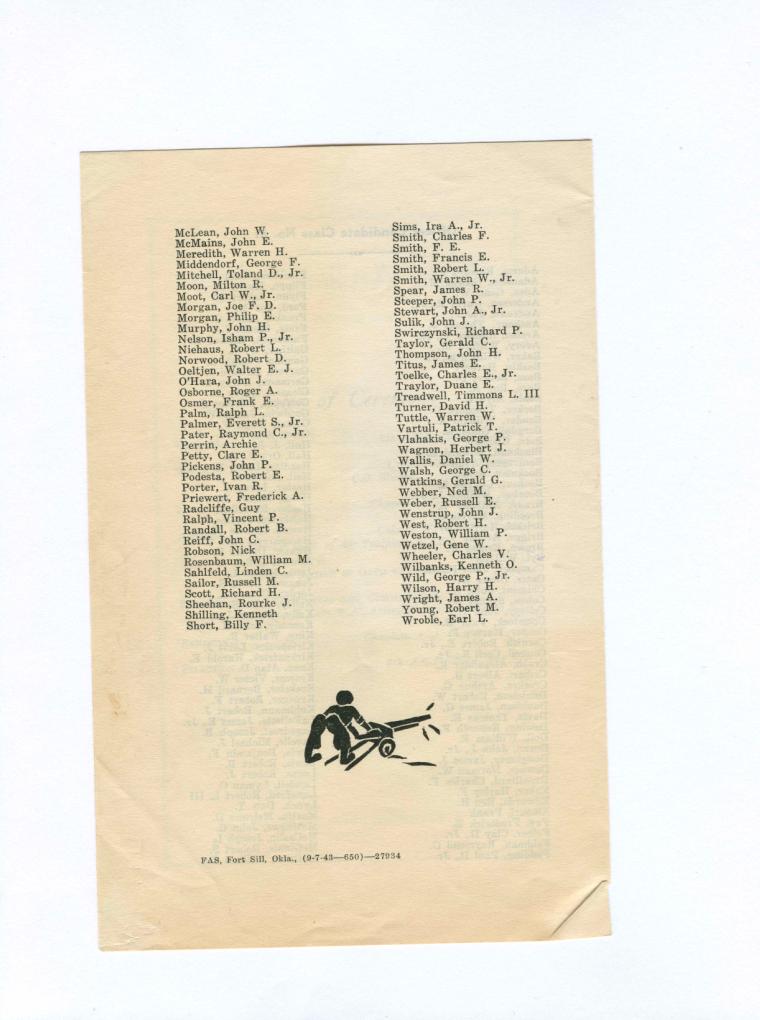 McLean, John W.
McMains, John E.
Meredith, Warren H.
Middendorf, George F.
Mitchell, Toland D., Jr.
Moon, Milton R.
Moot, Carl W., Jr.
Morgan, Joe F. D.
Morgan, Philip E.
Murphy, John H.
Nelson, Isham P., Jr.
Niehaus, Robert L.
Norwood, Robert D.
Oeltjen, Walter E. J.
O'Hara, John J.
Osborne, Roger A.
Osmer, Frank E.
Palm, Ralph L.
Palmer, Everett S., Jr.
Pater, Raymond C., Jr.
Perrin, Archie
Petty, Clare E.
Pickens, John P.
Podesta, Robert E.
Porter, Ivan R.
Priewert, Frederick A.
Radcliffe, Guy
Ralph, Vincent P.
Randall, Robert B.
Reiff, John C.
Robson, Nick
Rosenbaum, William M.
Sahlfeld, Linden C.
Sailor, Russell M.
Scott, Richard H.
Sheehan, Rourke J.
Shilling, Kenneth
Short, Billy F.
Sims, Ira A., Jr.
Smith, Charles F.
Smith, F. E.
Smith, Francis E.
Smith, Robert L.
Smith, Warren W., Jr.
Spear, James R.
Steeper, John P.
Stewart, John A., Jr.
Sulik, John J.
Swirczynski, Richard P.
Taylor, Gerald C.
Thompson, John H.
Titus, James E.
Toelke, Charles E., Jr.
Traylor, Duane E.
Treadwell, Timmons L. III
Turner, David H.
Tuttle, Warren W.
Vartuli, Patrick T.
Vlahakis, George P.
Wagnon, Herbert J.
Wallis, Daniel W.
Walsh, George C.
Watkins, Gerald G.
Webber, Ned M.
Weber, Russell E.
Wenstrup, John J.
West, Robert H.
Weston, William P.
Wetzel, Gene W.
Wheeler, Charles V.
Wilbanks, Kenneth O.
Wild, George P., Jr.
Wilson, Harry H.
Wright, James A.
Young, Robert M.
Wroble, Earl L.
FAS, Fort Sill, Okla., (9-7-43—650)—27934